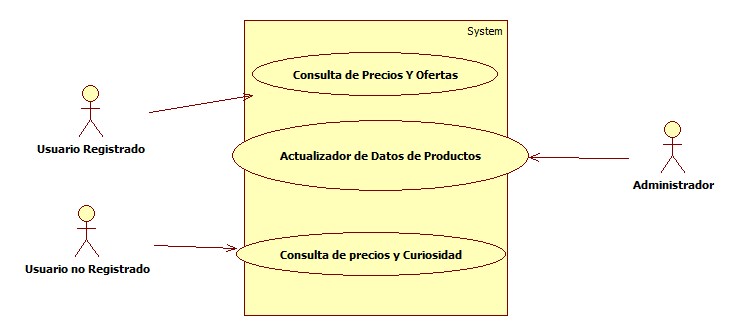 System
Consulta de Precios Y Ofertas
Usuario Registrado
Actualizador de Datos de Productos
Administrador
Usuario no Registrado
Consulta de precios y Curiosidad